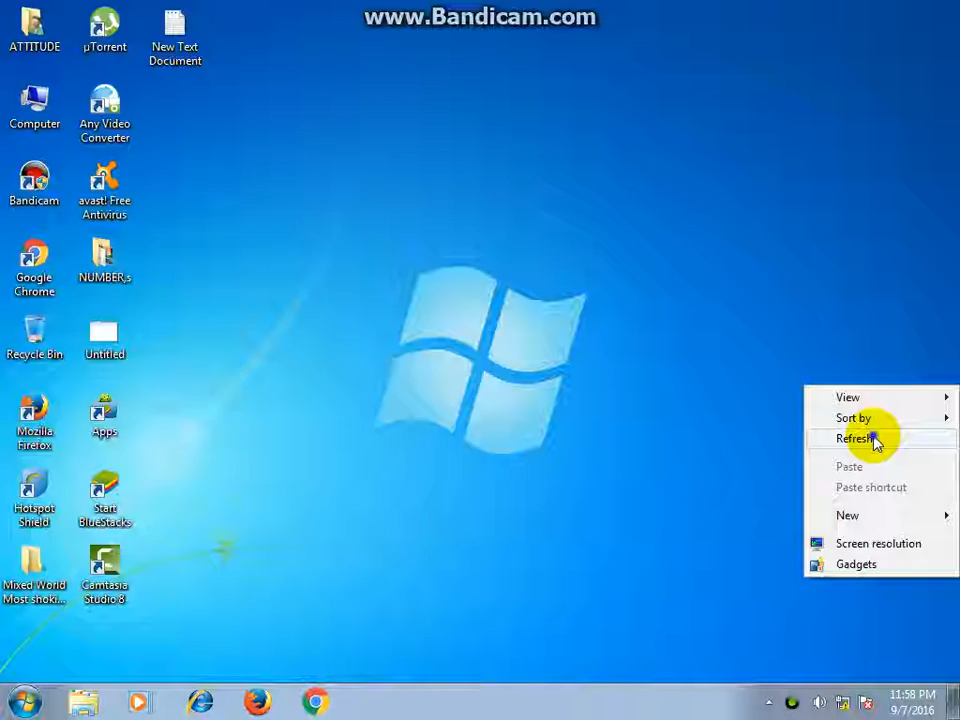 www.Bandicam.com
ATTITUDE
µTorrent
New Text
Document
Computer
Any Video
Converter
Bandicam
avast! Free
Antivirus
Google
Chrome
NUMBER,s
Recycle Bin
Untitled
Mozilla
Firefox
Apps
Hotspot
Shield
Start
BlueStacks
Mixed World
Most shoki...
Camtasia
Studio 8
View
Sort by
Refresh
Paste
Paste shortcut
New
Screen resolution
Gadgets
11:58 PM
9/7/2016